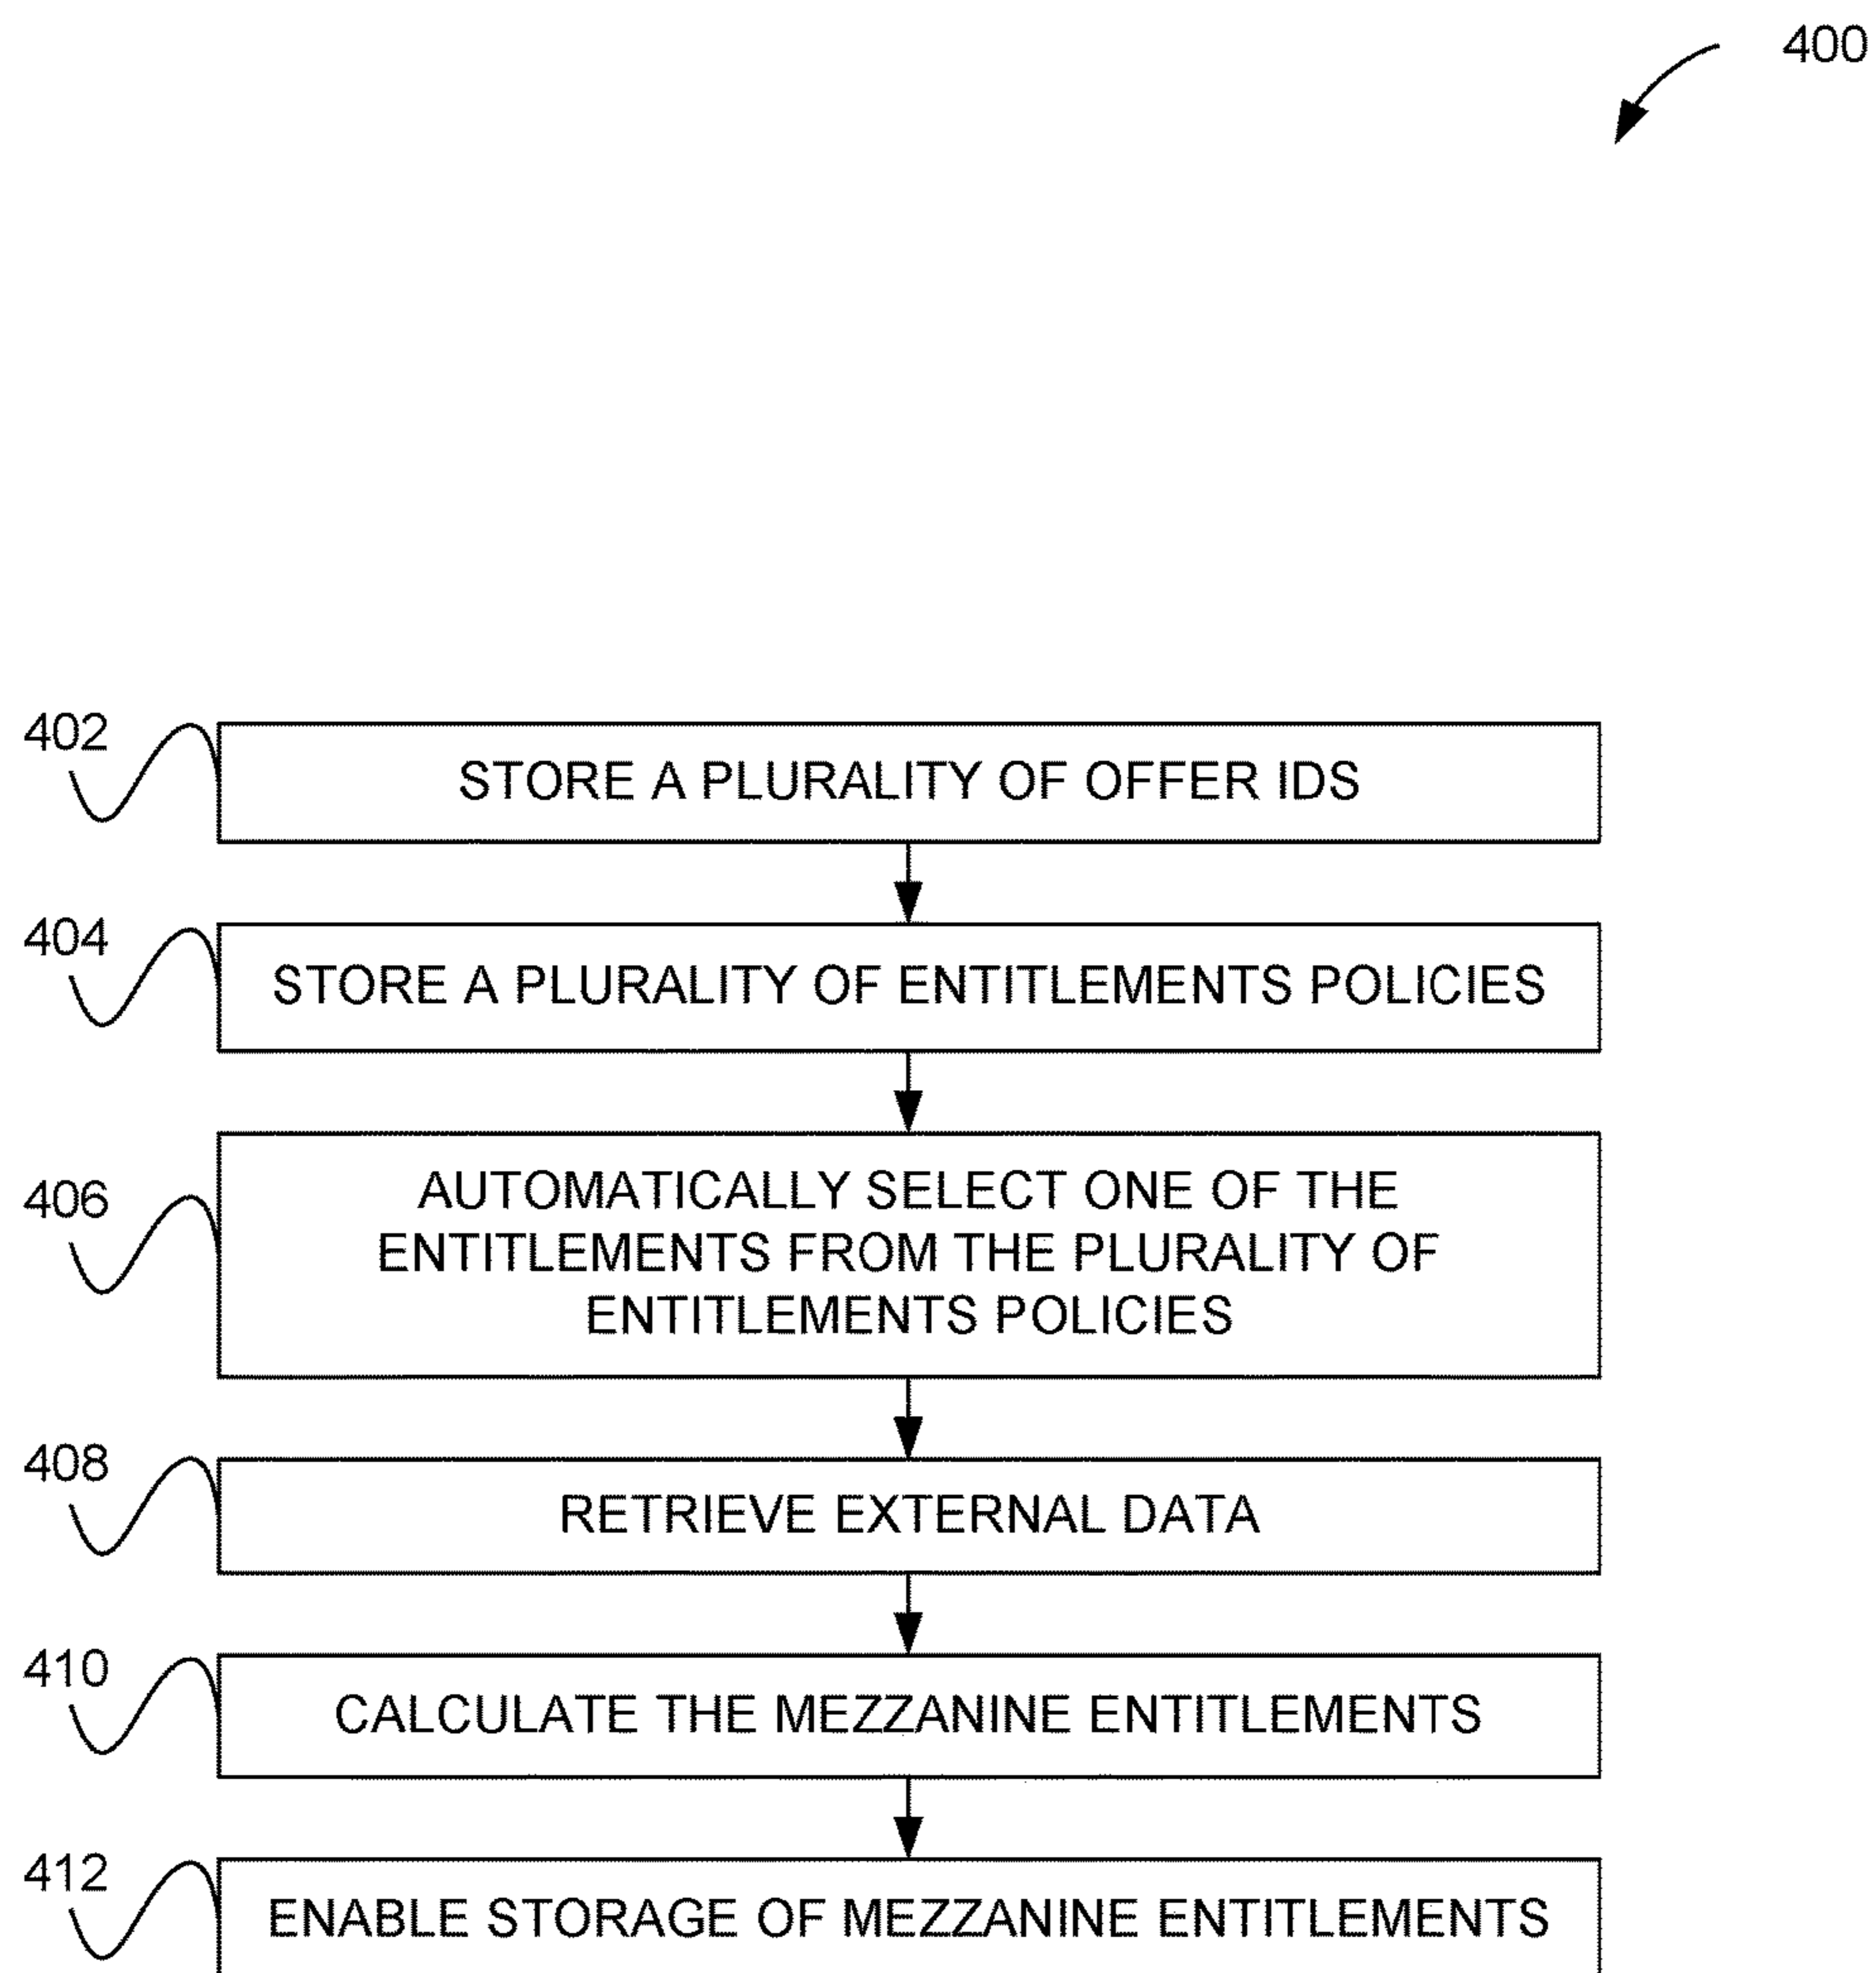 400
402
STORE A PLURALITY OF OFFER IDS
404
STORE A PLURALITY OF ENTITLEMENTS POLICIES
406
AUTOMATICALLY SELECT ONE OF THE
ENTITLEMENTS FROM THE PLURALITY OF
ENTITLEMENTS POLICIES
408
RETRIEVE EXTERNAL DATA
410
CALCULATE THE MEZZANINE ENTITLEMENTS
412
ENABLE STORAGE OF MEZZANINE ENTITLEMENTS